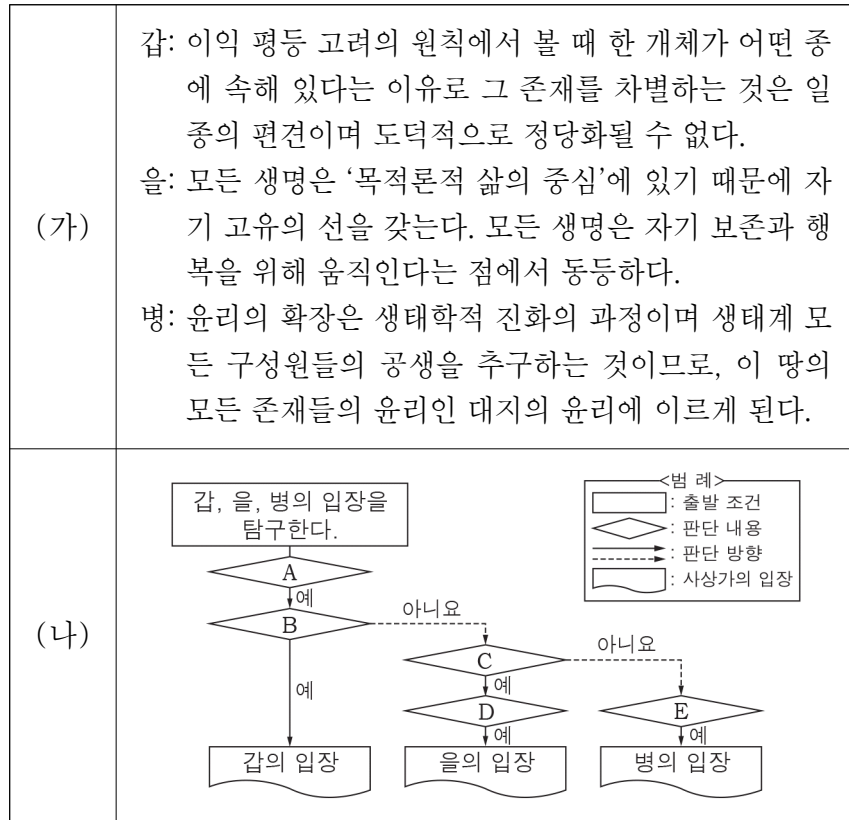 (가)
갑: 이익 평등 고려의 원칙에서 볼 때 한 개체가 어떤 종
에 속해 있다는 이유로 그 존재를 차별하는 것은 일
종의 편견이며 도덕적으로 정당화될 수 없다.
을: 모든 생명은 ‘목적론적 삶의 중심’에 있기 때문에 자
기 고유의 선을 갖는다. 모든 생명은 자기 보존과 행
복을 위해 움직인다는 점에서 동등하다.
병: 윤리의 확장은 생태학적 진화의 과정이며 생태계 모
든 구성원들의 공생을 추구하는 것이므로, 이 땅의
모든 존재들의 윤리인 대지의 윤리에 이르게 된다.
(나)
갑, 을, 병의 입장을
탐구한다.
<범 례>
: 출발 조건
: 판단 내용
: 판단 방향
: 사상가의 입장
A
예
B
아니요
예
C
아니요
예
D
E
예
예
갑의 입장
을의 입장
병의 입장